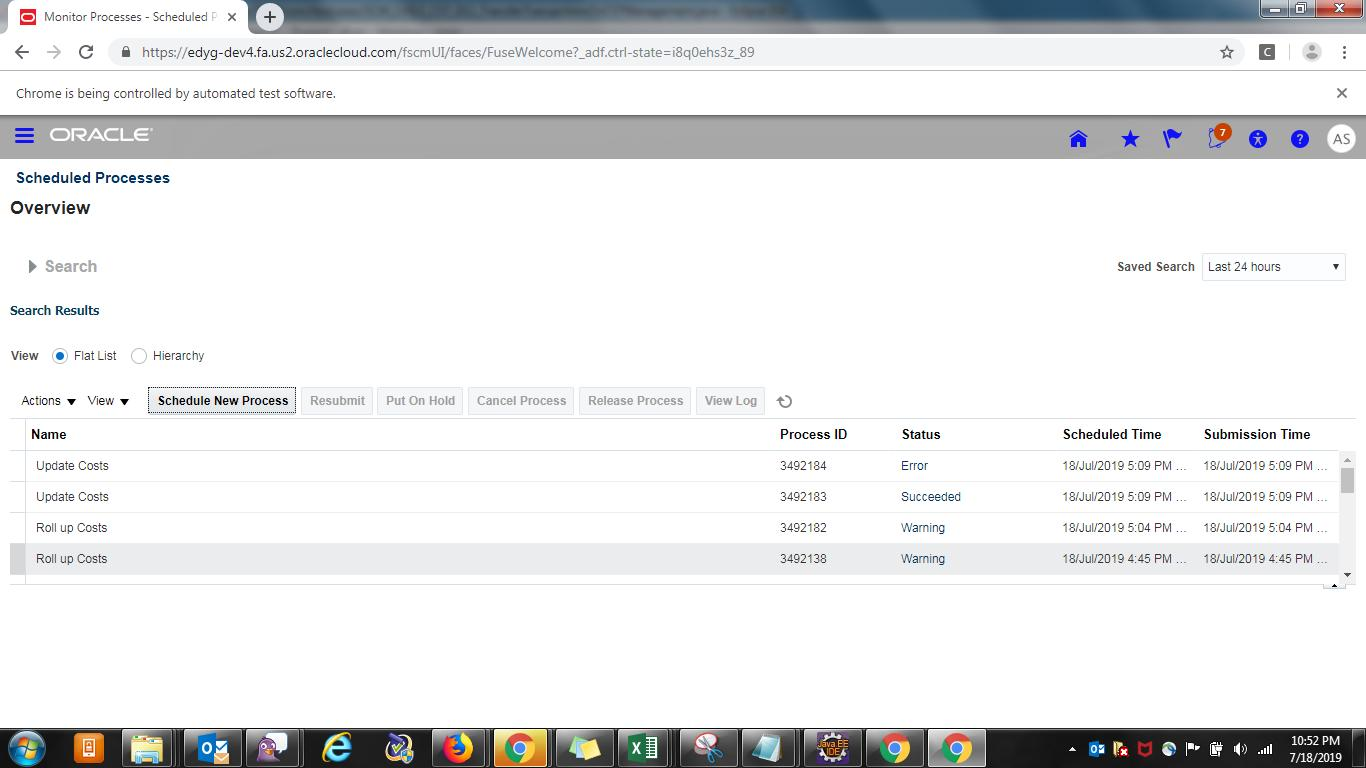 Monitor Processes - Scheduled P
https://edyg-dev4.fa.us2.oraclecloud.com/fscmUI/faces/FuseWelcome?_adf.ctrl-state=i8q0ehs3z_89
C
Chrome is being controlled by automated test software.
ORACLE
7
?
AS
Scheduled Processes
Overview
Search
Saved Search Last 24 hours
Search Results
View Flat List Hierarchy
Actions View Schedule New Process Resubmit Put On Hold Cancel Process Release Process View Log
Name Process ID Status Scheduled Time Submission Time
Update Costs 3492184 Error 18/Jul/2019 5:09 PM ... 18/Jul/2019 5:09 PM ...
Update Costs 3492183 Succeeded 18/Jul/2019 5:09 PM ... 18/Jul/2019 5:09 PM ...
Roll up Costs 3492182 Warning 18/Jul/2019 5:04 PM ... 18/Jul/2019 5:04 PM ...
Roll up Costs 3492138 Warning 18/Jul/2019 4:45 PM ... 18/Jul/2019 4:45 PM ...
Java EE
IDE
10:52 PM
7/18/2019